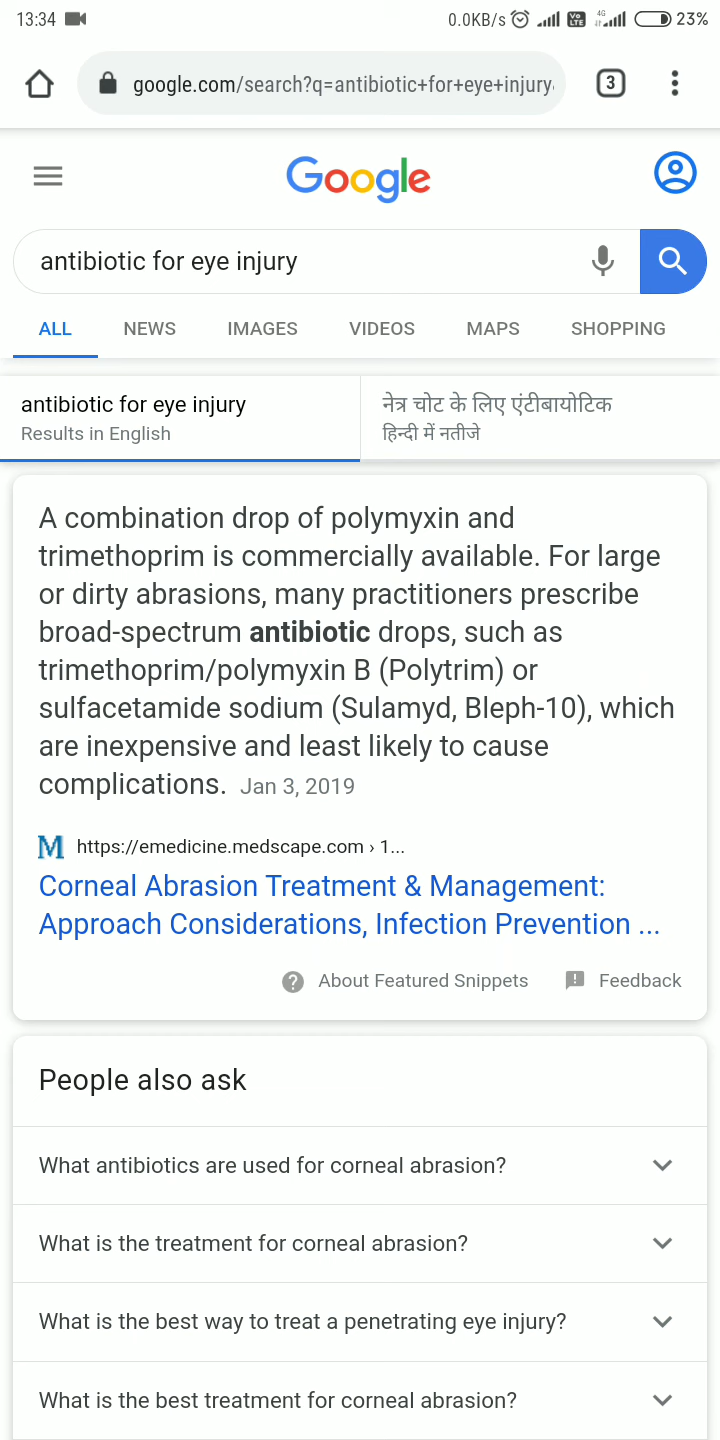 13:34
0.0KB/s
Vo LTE
4G
23%
google.com/search?q=antibiotic+for+eye+injury
3
Google
antibiotic for eye injury
ALL NEWS IMAGES VIDEOS MAPS SHOPPING
antibiotic for eye injury
Results in English
नेत्र चोट के लिए एंटीबायोटिक
हिन्दी में नतीजे
A combination drop of polymyxin and
trimethoprim is commercially available. For large
or dirty abrasions, many practitioners prescribe
broad-spectrum antibiotic drops, such as
trimethoprim/polymyxin B (Polytrim) or
sulfacetamide sodium (Sulamyd, Bleph-10), which
are inexpensive and least likely to cause
complications. Jan 3, 2019
M https://emedicine.medscape.com › 1...
Corneal Abrasion Treatment & Management:
Approach Considerations, Infection Prevention ...
About Featured Snippets Feedback
People also ask
What antibiotics are used for corneal abrasion?
What is the treatment for corneal abrasion?
What is the best way to treat a penetrating eye injury?
What is the best treatment for corneal abrasion?